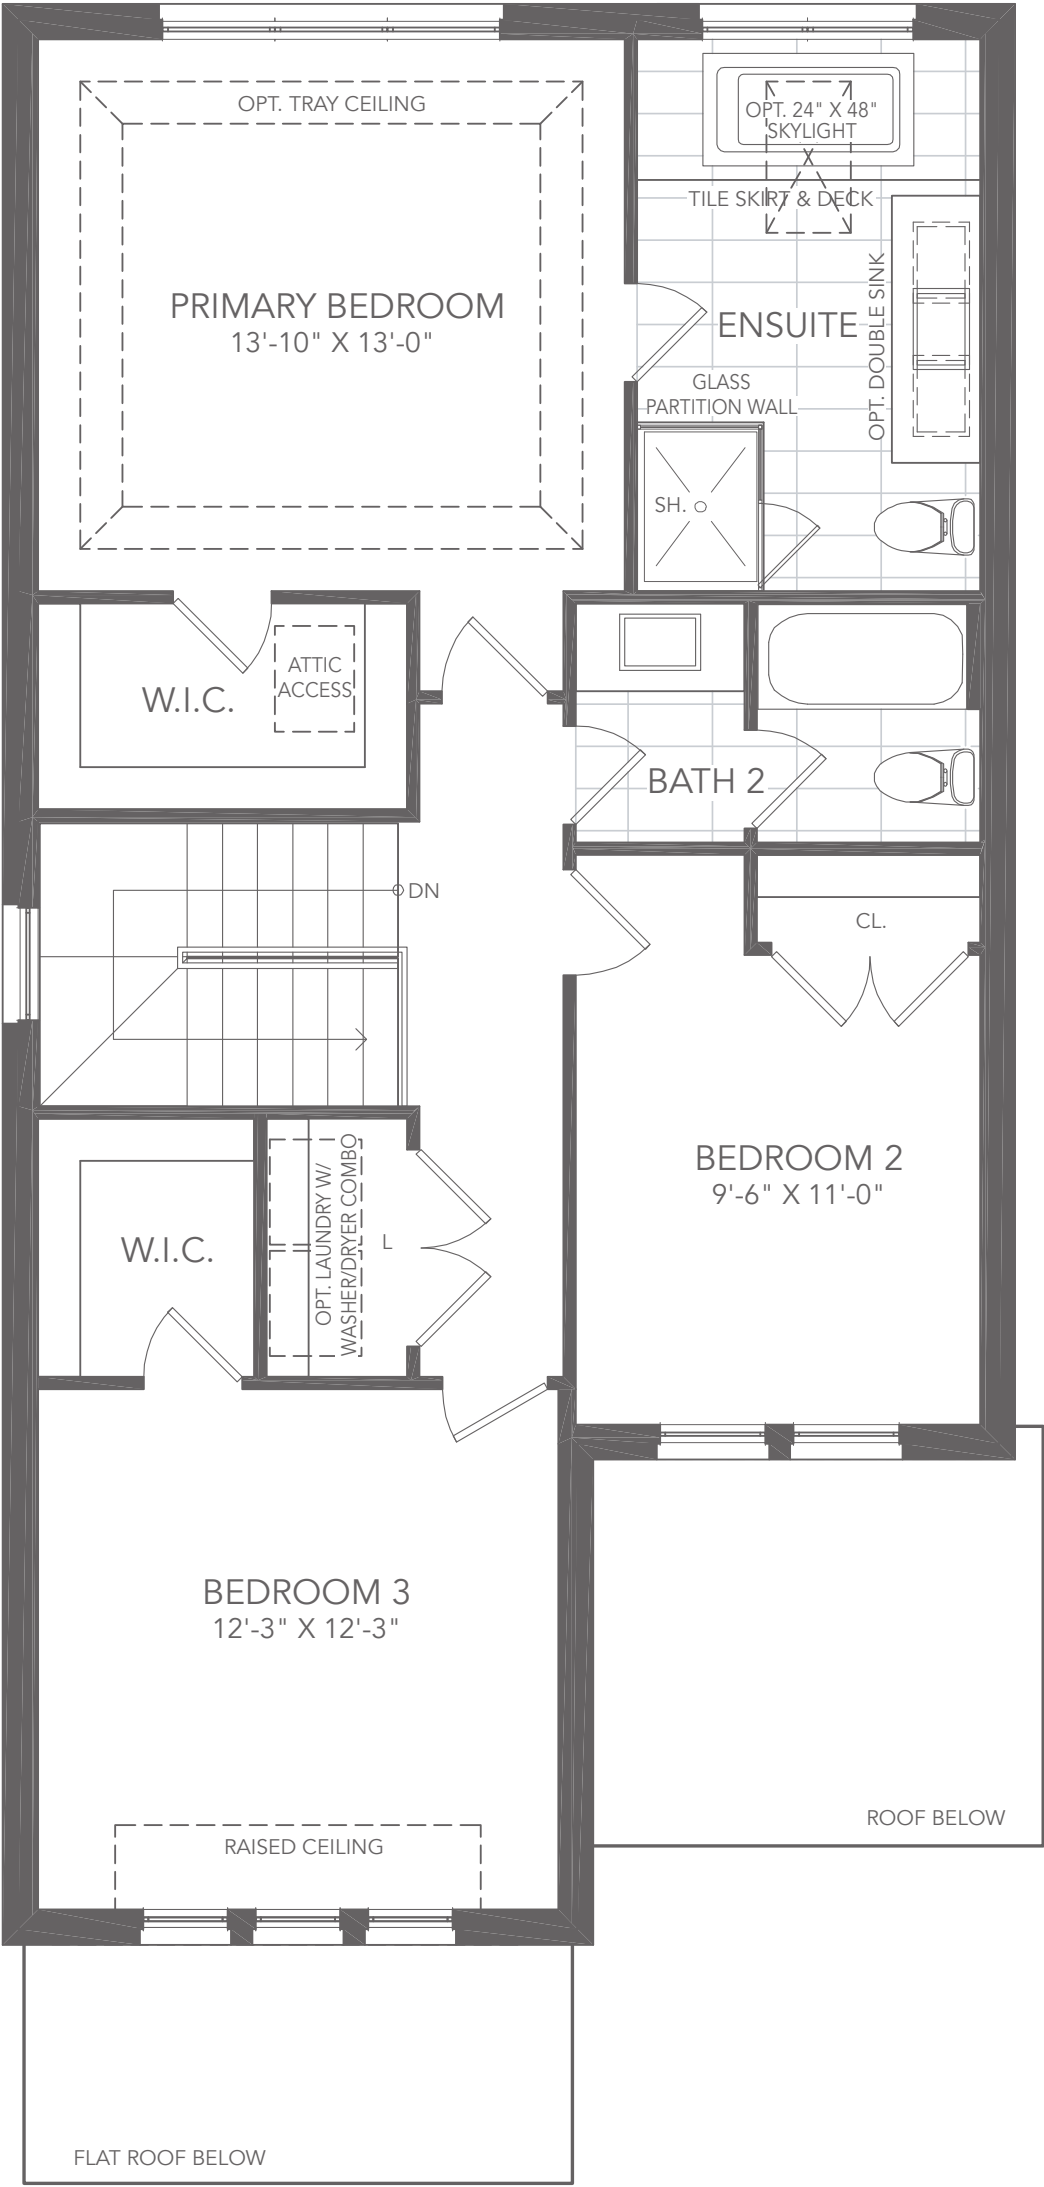 OPT. TRAY CEILING
OPT. 24" X 48"
SKYLIGHT
TILE SKIRT & DECK
PRIMARY BEDROOM
13'-10" X 13'-0"
ENSUITE
OPT. DOUBLE SINK
GLASS
PARTITION WALL
SH.
ATTIC
ACCESS
W.I.C.
BATH 2
DN
CL.
BEDROOM 2
9'-6" X 11'-0"
OPT. LAUNDRY W/
WASHER/DRYER COMBO
L
W.I.C.
BEDROOM 3
12'-3" X 12'-3"
ROOF BELOW
RAISED CEILING
FLAT ROOF BELOW